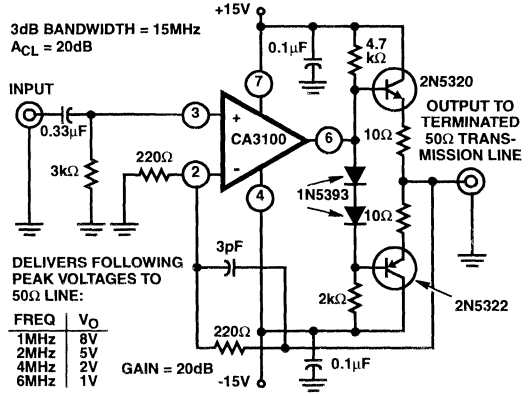 +15V
3dB BANDWIDTH = 15MHz
ACL = 20dB
0.1µF
4.7
kΩ
2N5320
7
INPUT
OUTPUT TO
TERMINATED
50Ω TRANS-
MISSION LINE
3
+
10Ω
0.33µF
CA3100
6
220Ω
2
-
3kΩ
4
1N5393
10Ω
3pF
DELIVERS FOLLOWING
PEAK VOLTAGES TO
50Ω LINE:
2kΩ
2N5322
FREQ VO
1MHz 8V
2MHz 5V
4MHz 2V
6MHz 1V
220Ω
GAIN = 20dB
0.1µF
-15V